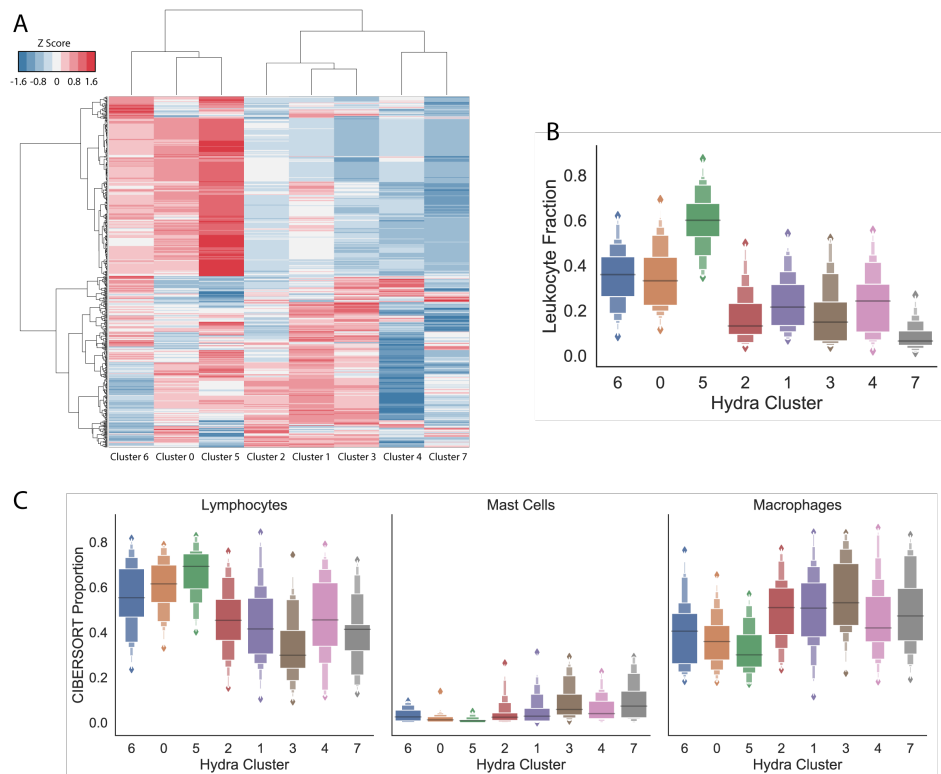 A
Z Score
-1.6 -0.8 0 0.8 1.6
Cluster 6 Cluster 0 Cluster 5 Cluster 2 Cluster 1 Cluster 3 Cluster 4 Cluster 7
B
Leukocyte Fraction
0.8
0.6
0.4
0.2
0.0
6 0 5 2 1 3 4 7
Hydra Cluster
C
Lymphocytes Mast Cells Macrophages
CIBERSORT Proportion
0.8
0.6
0.4
0.2
0.0
6 0 5 2 1 3 4 7 6 0 5 2 1 3 4 7 6 0 5 2 1 3 4 7
Hydra Cluster Hydra Cluster Hydra Cluster